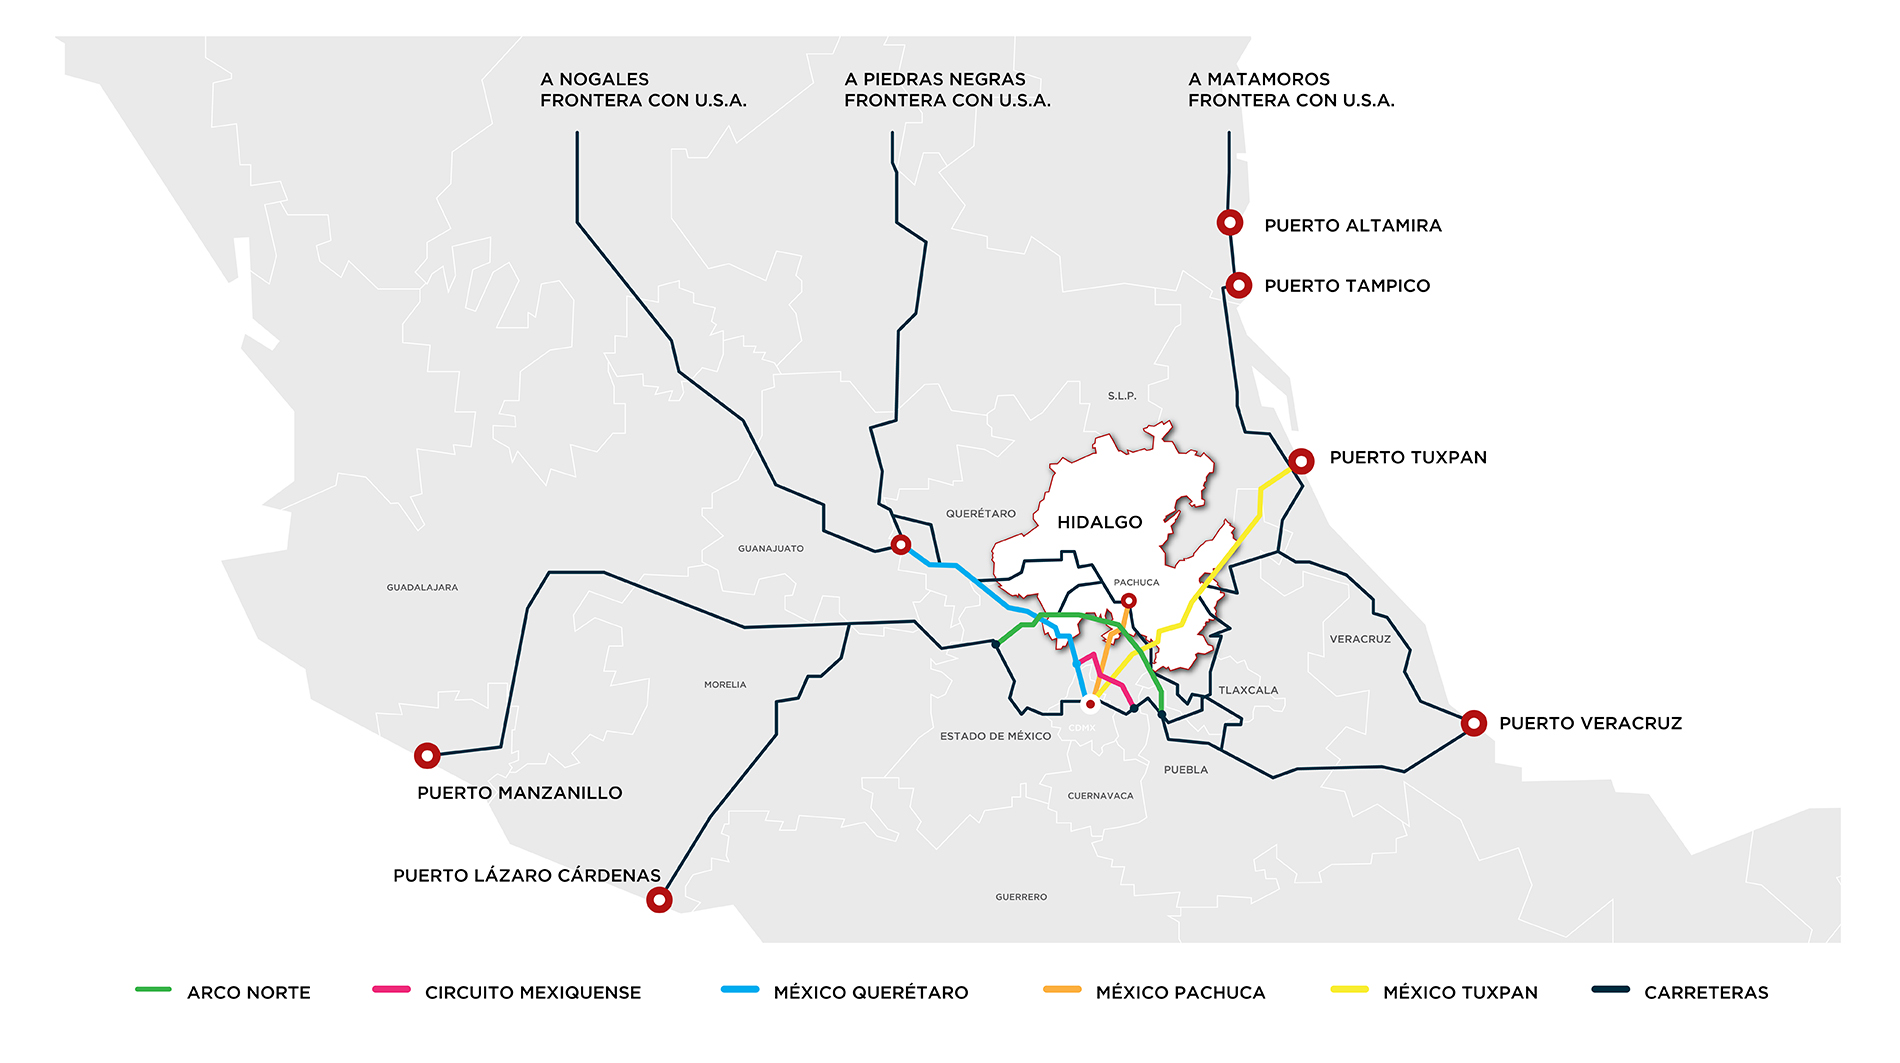 A NOGALES
FRONTERA CON U.S.A.
A PIEDRAS NEGRAS
FRONTERA CON U.S.A.
A MATAMOROS
FRONTERA CON U.S.A.
PUERTO ALTAMIRA
PUERTO TAMPICO
S.L.P.
PUERTO TUXPAN
QUERÉTARO
HIDALGO
GUANAJUATO
PACHUCA
GUADALAJARA
VERACRUZ
MORELIA
TLAXCALA
PUERTO VERACRUZ
CDMX
ESTADO DE MÉXICO
PUEBLA
PUERTO MANZANILLO
CUERNAVACA
PUERTO LÁZARO CÁRDENAS
GUERRERO
ARCO NORTE
CIRCUITO MEXIQUENSE
MÉXICO QUERÉTARO
MÉXICO PACHUCA
MÉXICO TUXPAN
CARRETERAS